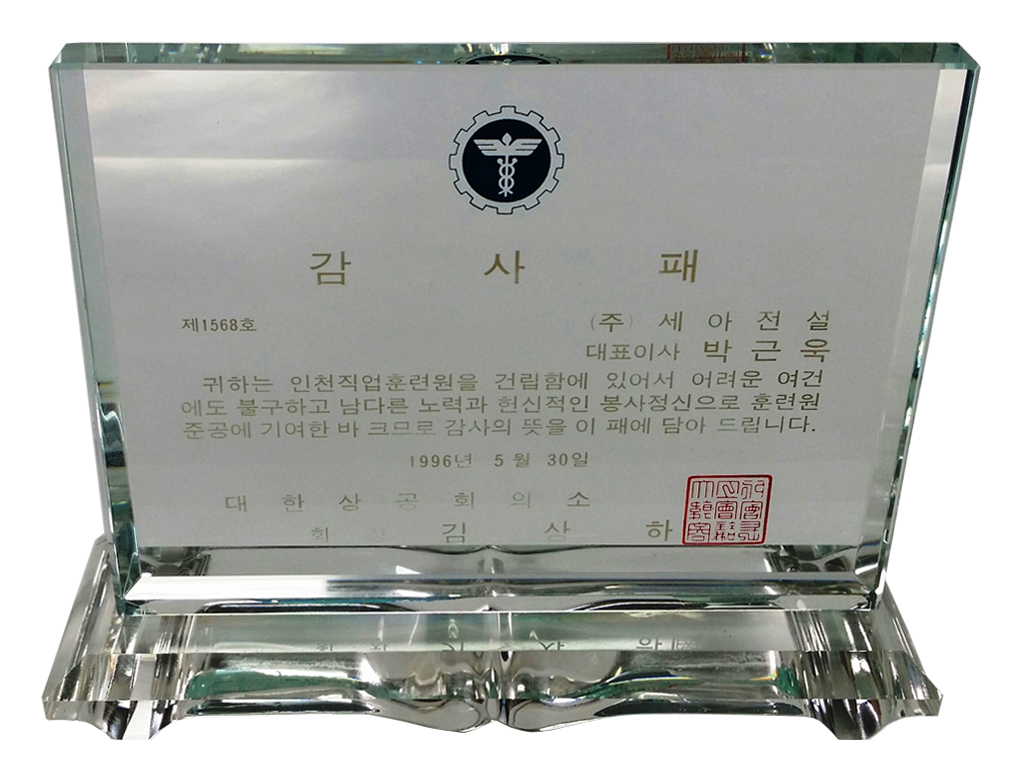 감 사 패
제1568호
(주) 세 아 전 설
대표이사 박 근 욱
귀하는 인천직업훈련원을 건립함에 있어서 어려운 여건
에도 불구하고 남다른 노력과 헌신적인 봉사정신으로 훈련원
준공에 기여한 바 크므로 감사의 뜻을 이 패에 담아 드립니다.
1996년 5월 30일
대 한 상 공 회 의 소
회 장 김 상 하